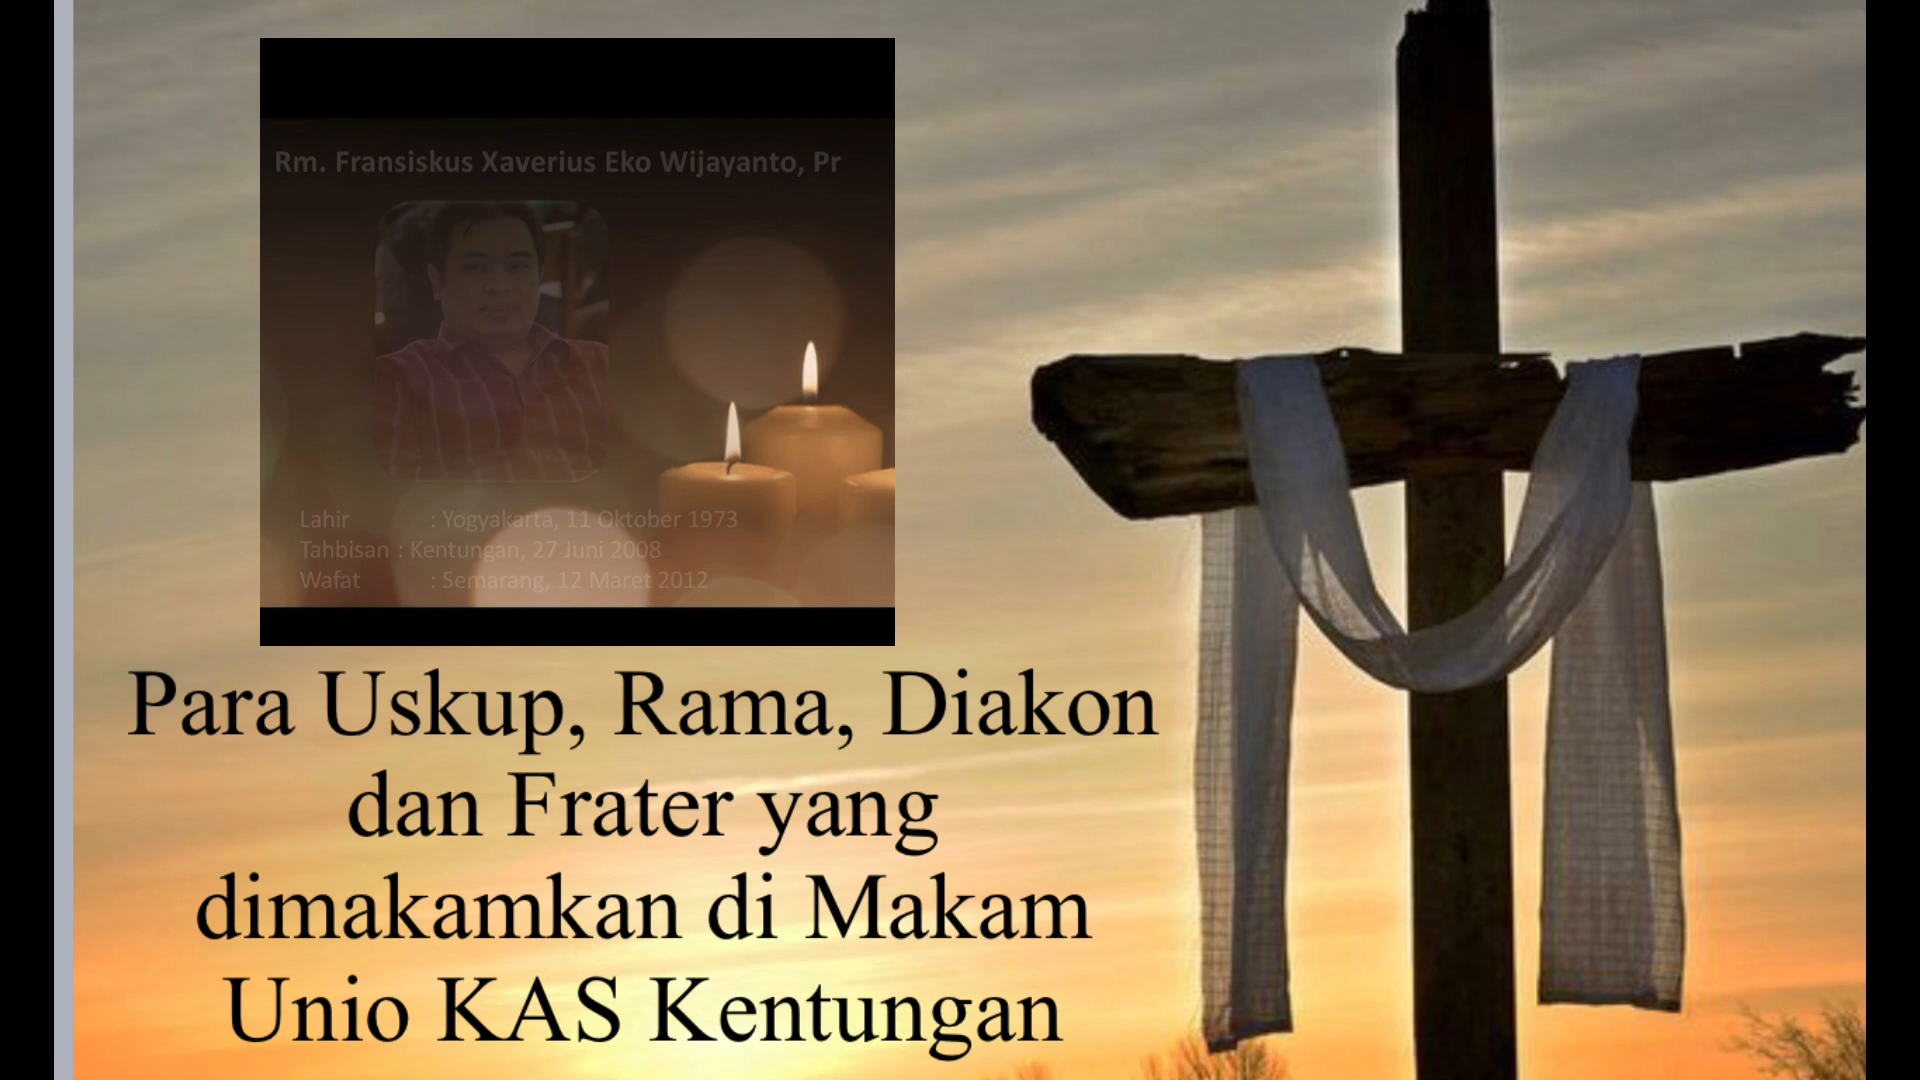 Rm. Fransiskus Xaverius Eko Wijayanto, Pr
Lahir : Yogyakarta, 11 Oktober 1973
Tahbisan : Kentungan, 27 Juni 2008
Wafat : Semarang, 12 Maret 2012
Para Uskup, Rama, Diakon
dan Frater yang
dimakamkan di Makam
Unio KAS Kentungan